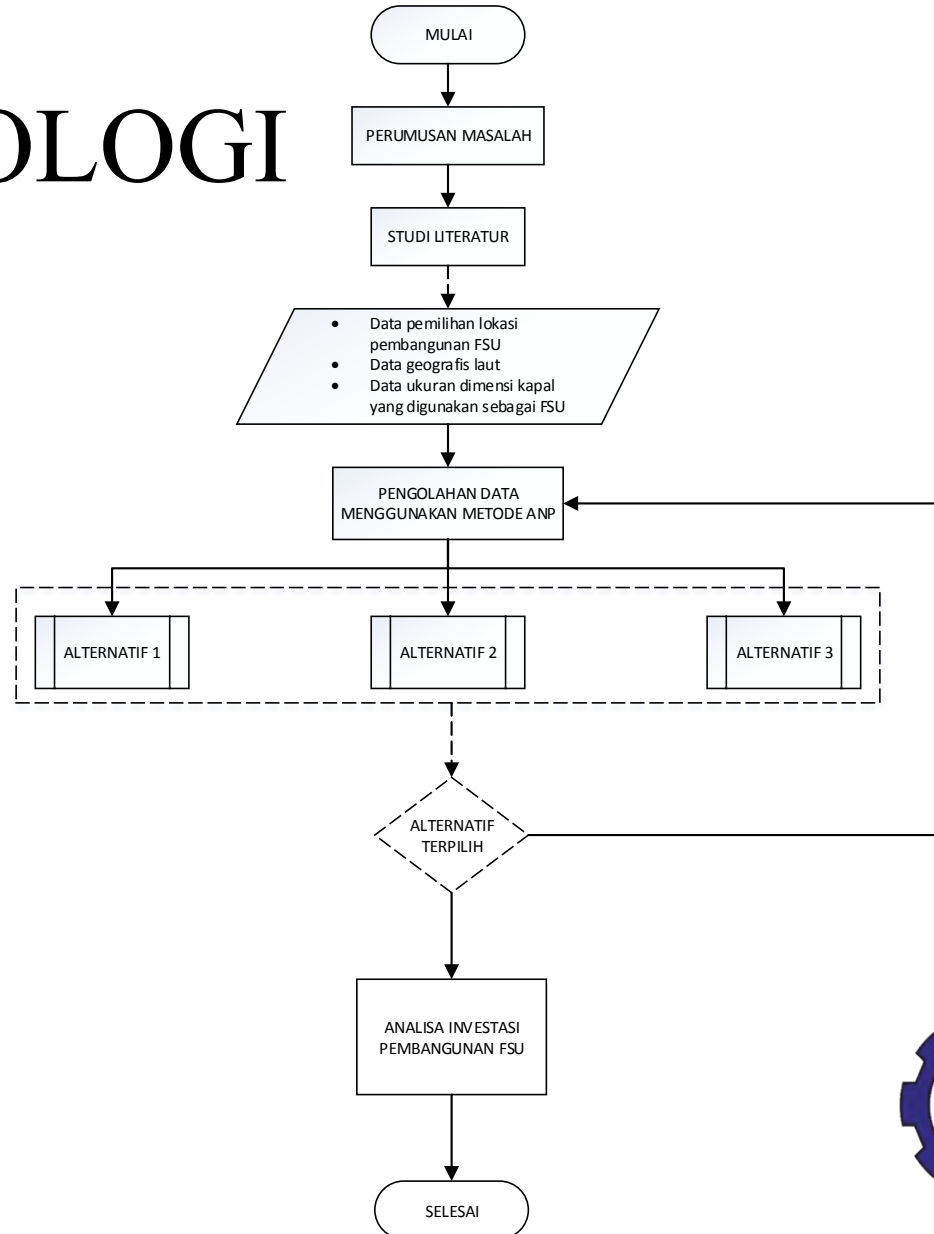 MULAI
OLOGI
PERUMUSAN MASALAH
STUDI LITERATUR
• Data pemilihan lokasi
pembangunan FSU
• Data geografis laut
• Data ukuran dimensi kapal
yang digunakan sebagai FSU
PENGOLAHAN DATA
MENGGUNAKAN METODE ANP
ALTERNATIF 1
ALTERNATIF 2
ALTERNATIF 3
ALTERNATIF
TERPILIH
ANALISA INVESTASI
PEMBANGUNAN FSU
SELESAI